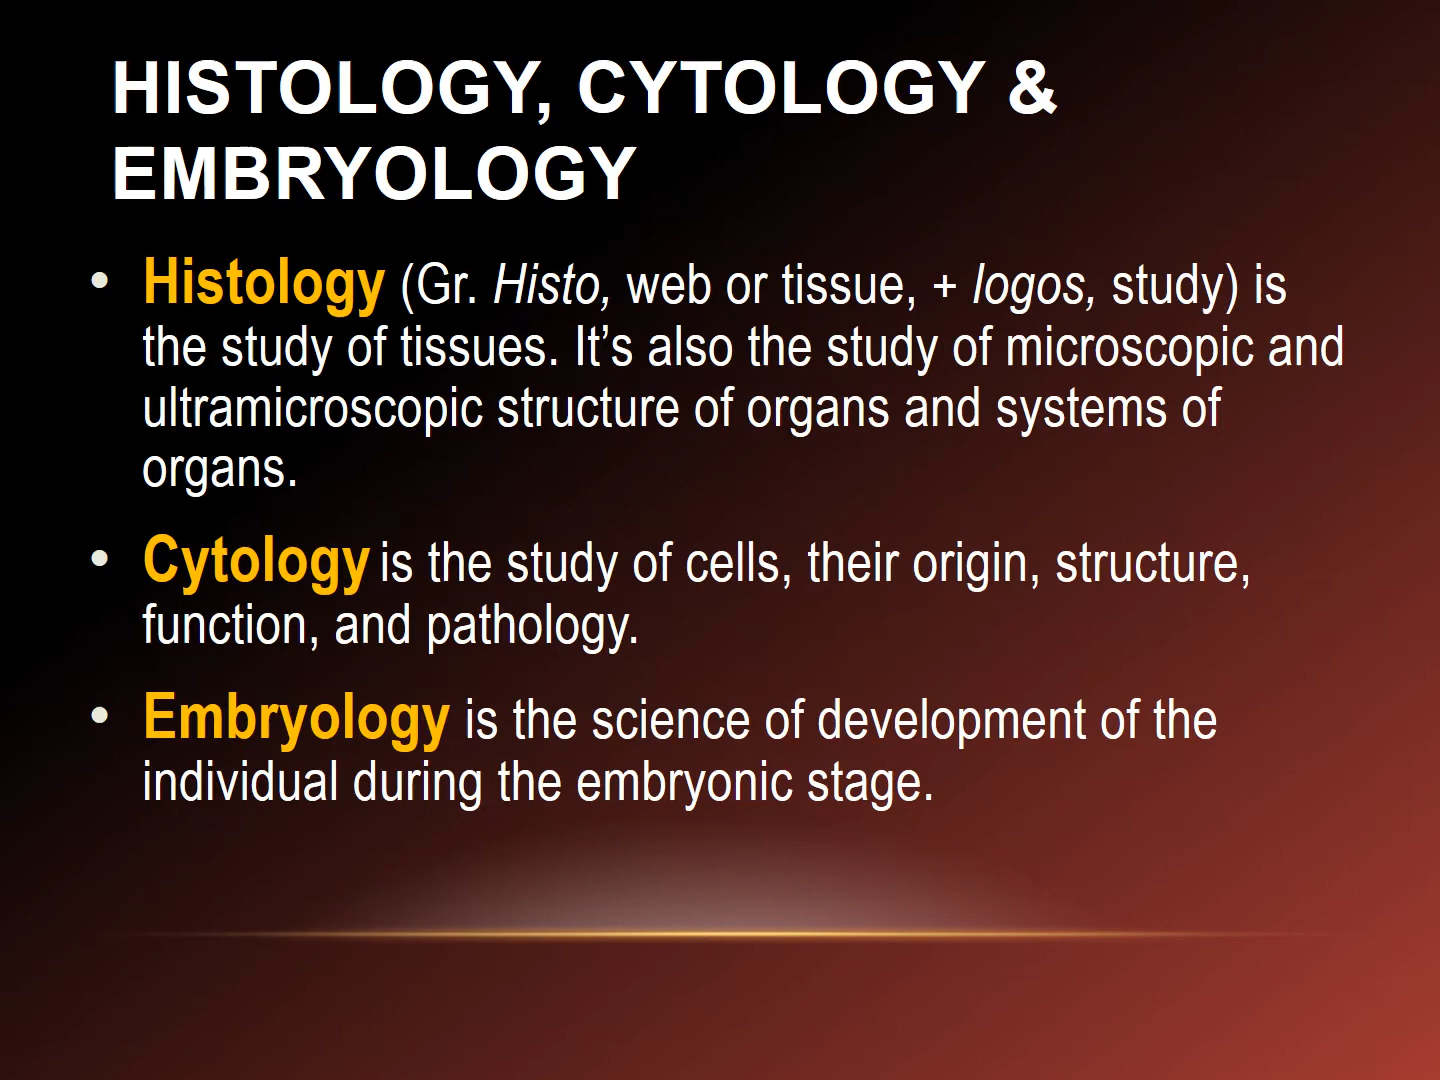 HISTOLOGY, CYTOLOGY &
EMBRYOLOGY
• Histology (Gr. Histo, web or tissue, + logos, study) is
the study of tissues. It’s also the study of microscopic and
ultramicroscopic structure of organs and systems of
organs.
• Cytology is the study of cells, their origin, structure,
function, and pathology.
• Embryology is the science of development of the
individual during the embryonic stage.